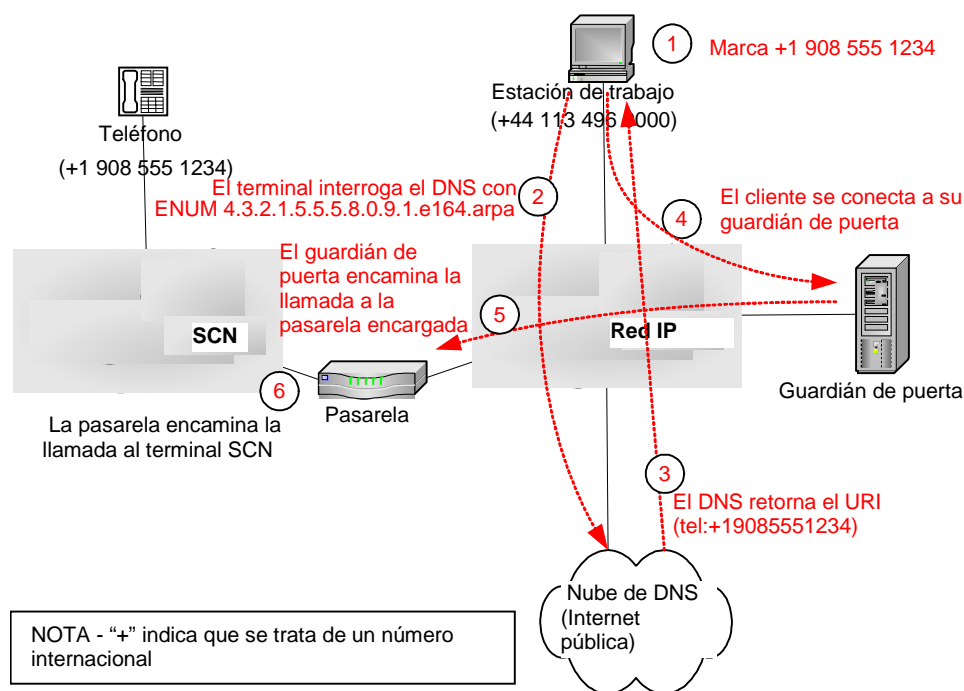 1
Marca +1 908 555 1234
Estación de trabajo
(+44 113 496 0000)
Teléfono
(+1 908 555 1234)
El terminal interroga el DNS con
ENUM 4.3.2.1.5.5.5.8.0.9.1.e164.arpa
2
4
El cliente se conecta a su
guardián de puerta
El guardián de
puerta encamina la
llamada a la
pasarela encargada
5
SCN
Red IP
Guardián de puerta
6
Pasarela
La pasarela encamina la
llamada al terminal SCN
3
El DNS retorna el URI
(tel:+19085551234)
Nube de DNS
(Internet
pública)
NOTA - “+” indica que se trata de un número
internacional